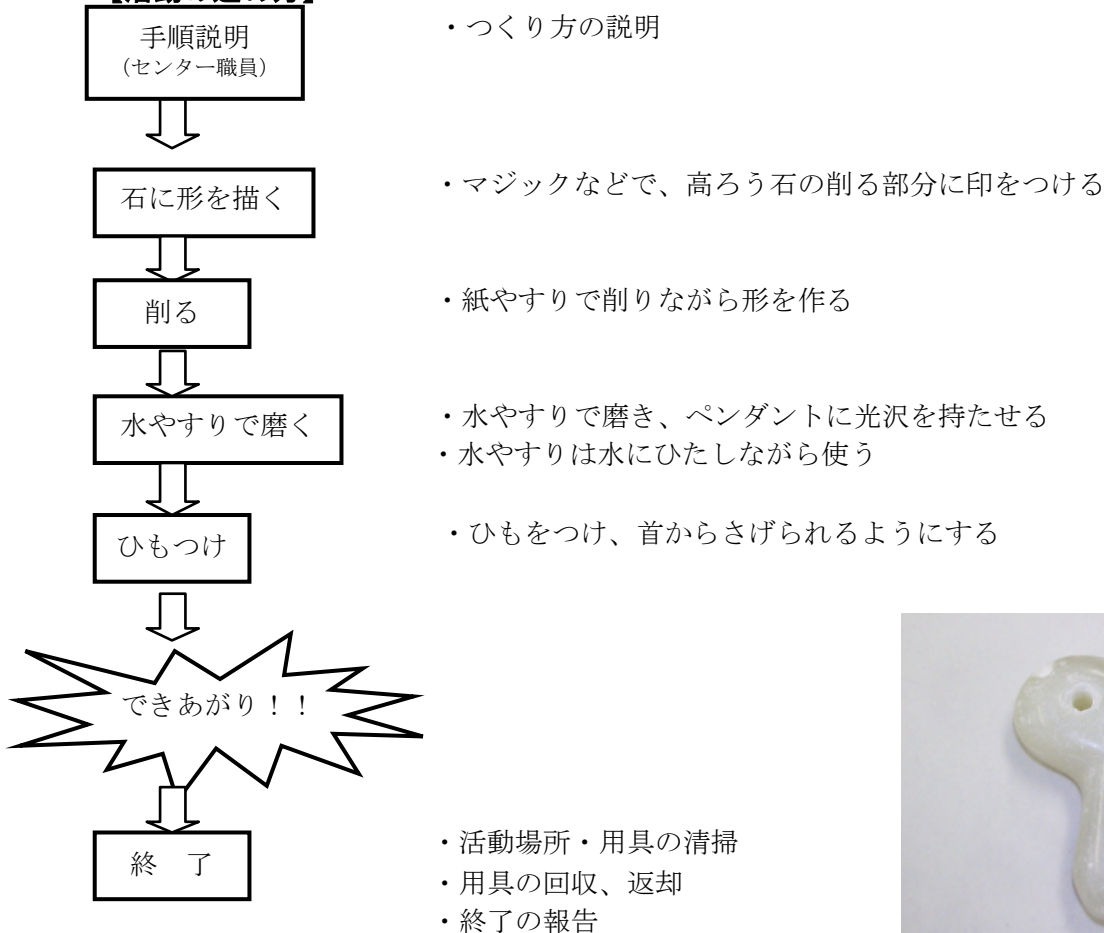 【活動の進め方】
手順説明
（センター職員）
・つくり方の説明
石に形を描く
・マジックなどで、高ろう石の削る部分に印をつける
削る
・紙やすりで削りながら形を作る
水やすりで磨く
・水やすりで磨き、ペンダントに光沢を持たせる
・水やすりは水にひたしながら使う
ひもつけ
・ひもをつけ、首からさげられるようにする
できあがり！！
終　了
・活動場所・用具の清掃
・用具の回収、返却
・終了の報告